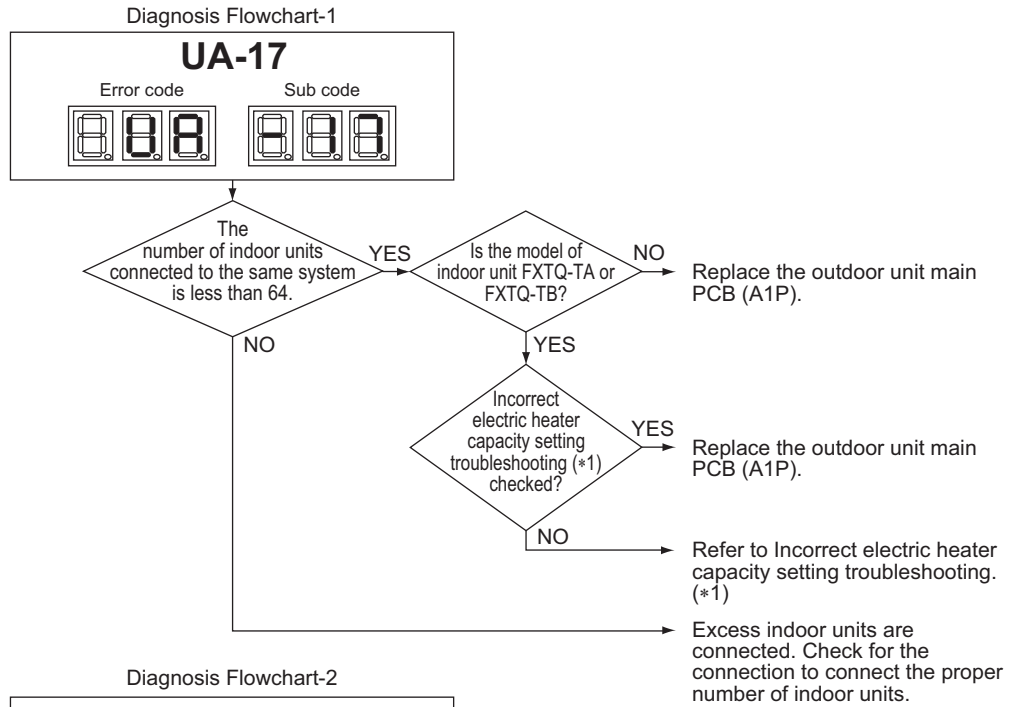 Diagnosis Flowchart-1
UA-17
Error code
Sub code
UA
-17
The
number of indoor units
connected to the same system
is less than 64.
YES
Is the model of
indoor unit FXTQ-TA or
FXTQ-TB?
NO
Replace the outdoor unit main
PCB (A1P).
NO
YES
Incorrect
electric heater
capacity setting
troubleshooting (*1)
checked?
YES
Replace the outdoor unit main
PCB (A1P).
NO
Refer to Incorrect electric heater
capacity setting troubleshooting.
(*1)
Excess indoor units are
connected. Check for the
connection to connect the proper
number of indoor units.
Diagnosis Flowchart-2